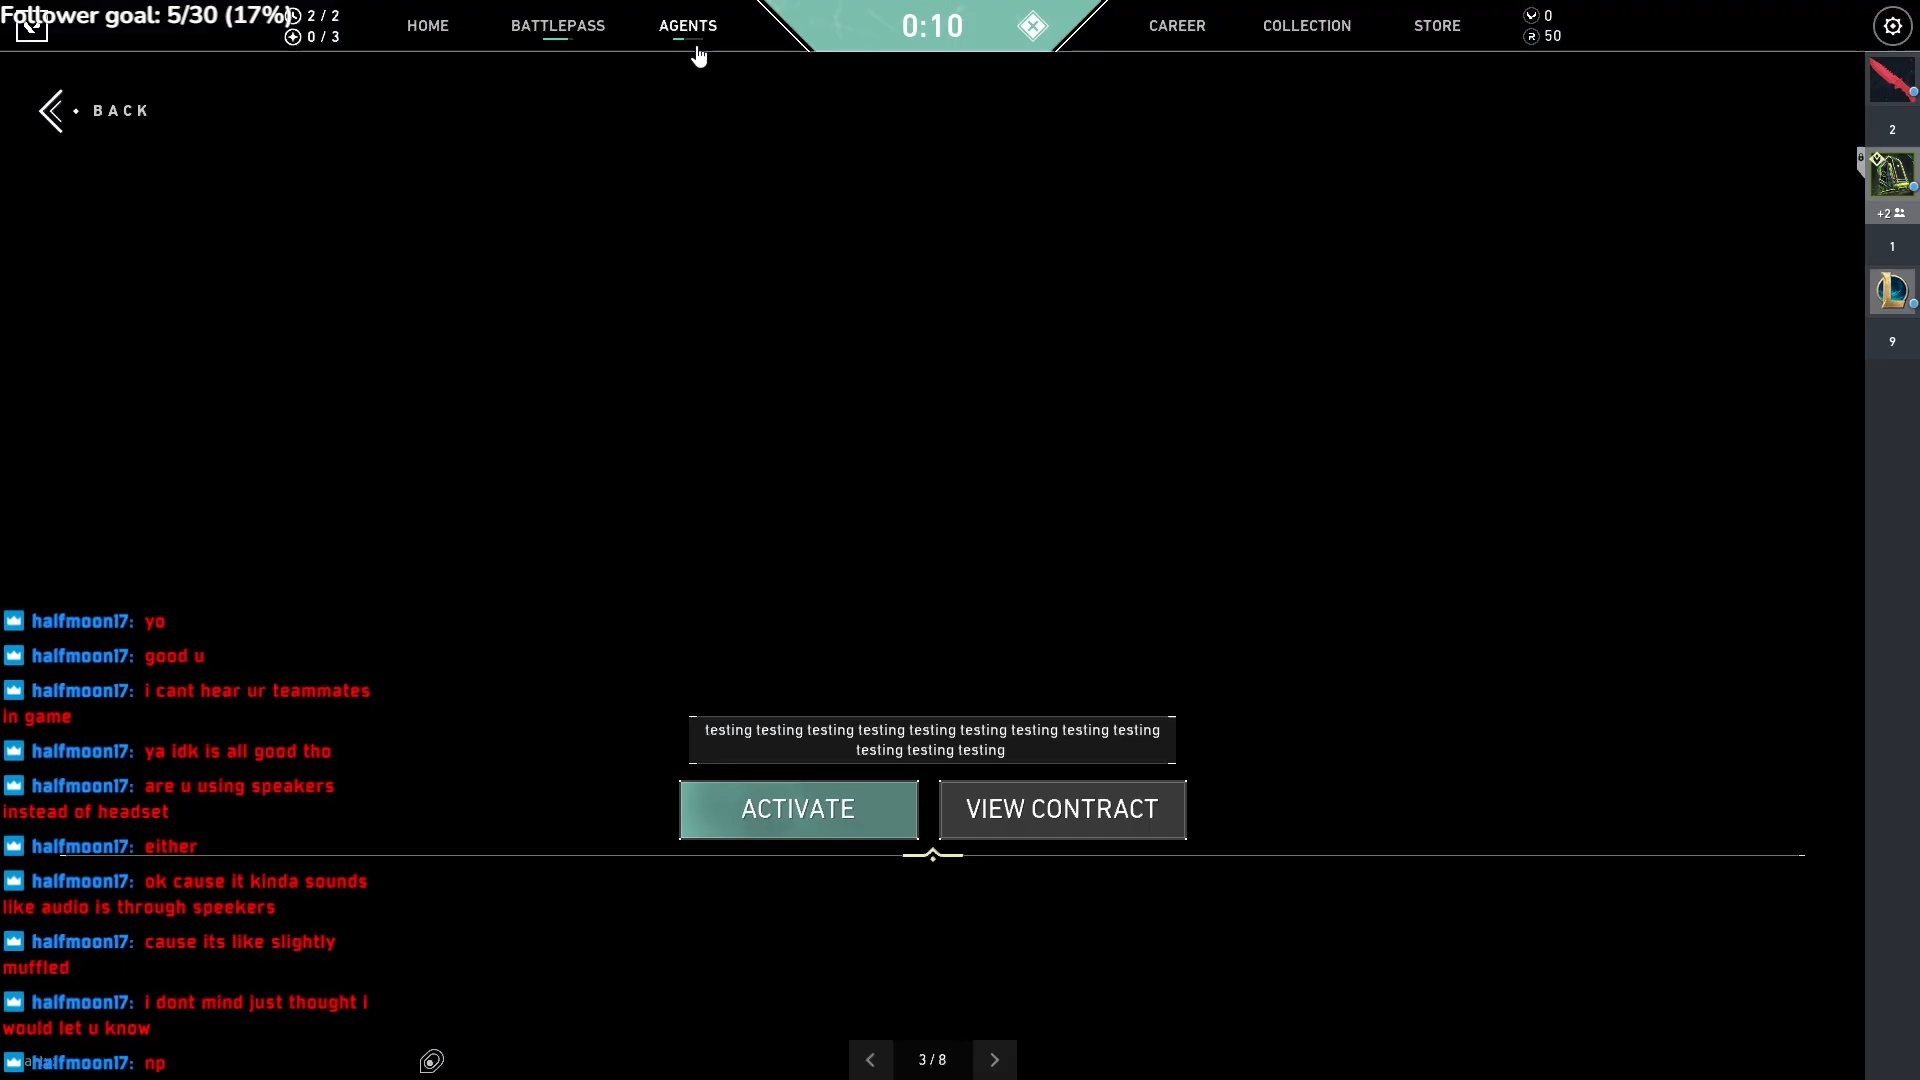 Follower goal: 5/30 (17%)
2 / 2
0 / 3
HOME
BATTLEPASS
AGENTS
0:10
CAREER
COLLECTION
STORE
0
R 50
BACK
2
+2
1
9
halfmoon17: yo
halfmoon17: good u
halfmoon17: i cant hear ur teammates
in game
halfmoon17: ya idk is all good tho
halfmoon17: are u using speakers
instead of headset
halfmoon17: either
halfmoon17: ok cause it kinda sounds
like audio is through speekers
halfmoon17: cause its like slightly
muffled
halfmoon17: i dont mind just thought i
would let u know
halfmoon17: np
testing testing testing testing testing testing testing testing testing
testing testing testing
ACTIVATE
VIEW CONTRACT
3 / 8